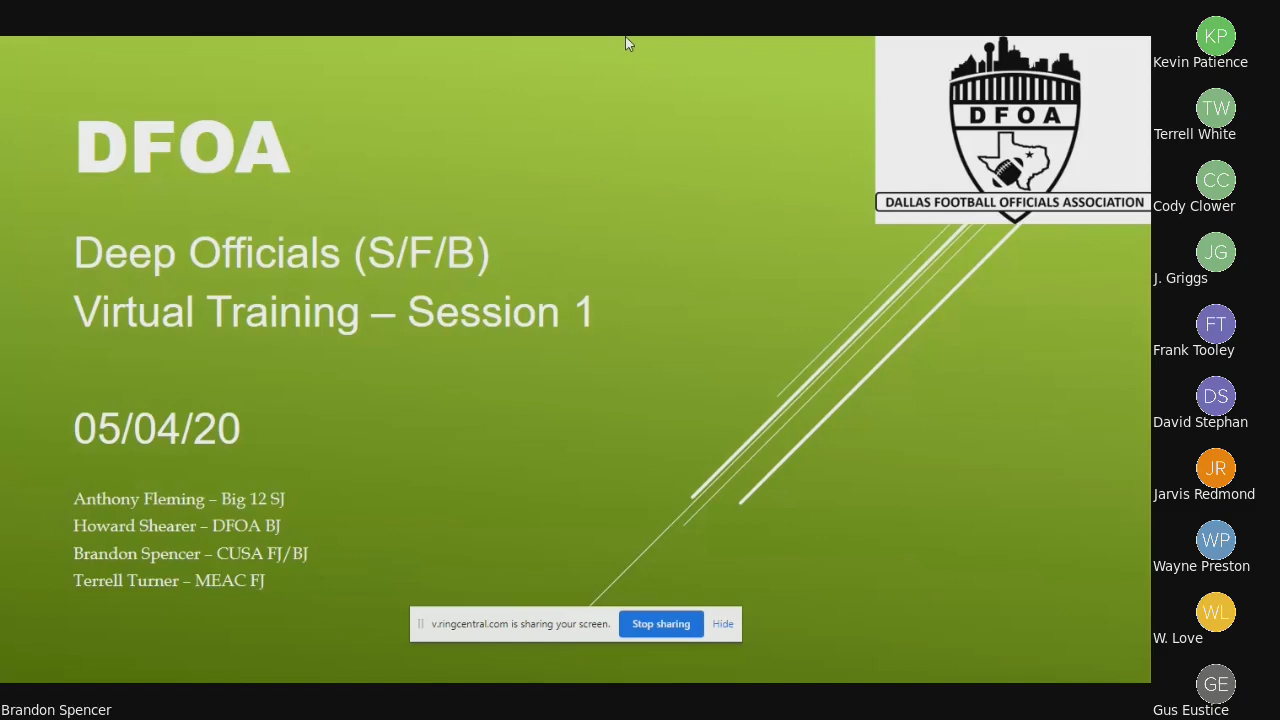 DFOA
Deep Officials (S/F/B)
Virtual Training – Session 1
05/04/20
Anthony Fleming – Big 12 SJ
Howard Shearer – DFOA BJ
Brandon Spencer – CUSA FJ/BJ
Terrell Turner – MEAC FJ
DFOA
DALLAS FOOTBALL OFFICIALS ASSOCIATION
v.ringcentral.com is sharing your screen.
Stop sharing
Hide
Brandon Spencer
KP
Kevin Patience
TW
Terrell White
CC
Cody Clower
JG
J. Griggs
FT
Frank Tooley
DS
David Stephan
JR
Jarvis Redmond
WP
Wayne Preston
WL
W. Love
GE
Gus Eustice